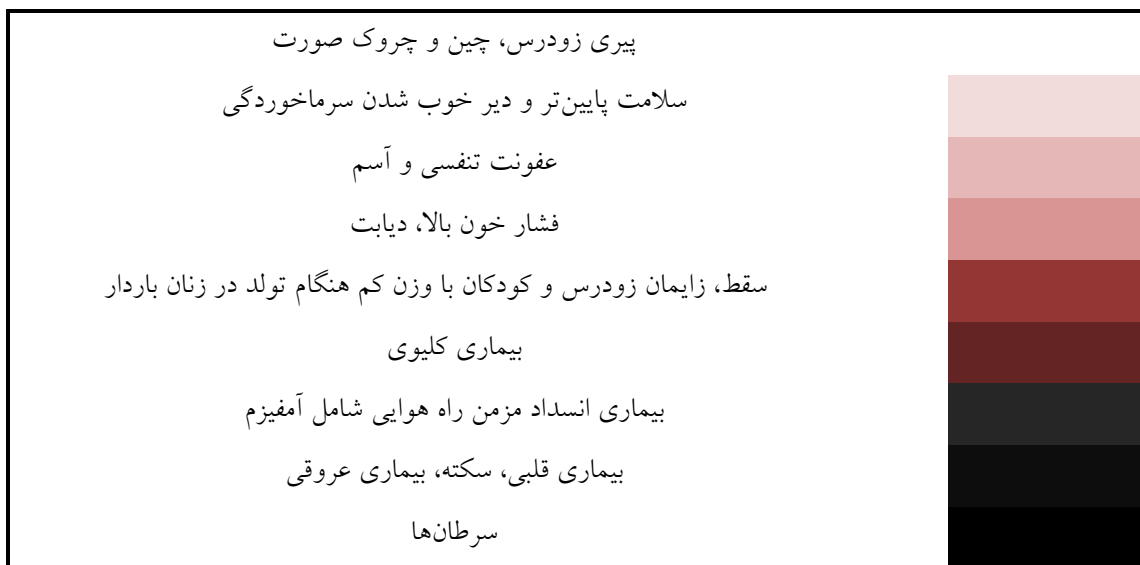 پیری زودرس، چین و چروک صورت
سلامت پایین‌تر و دیر خوب شدن سرماخوردگی
عفونت تنفسی و آسم
فشار خون بالا، دیابت
سقط، زایمان زودرس و کودکان با وزن کم هنگام تولد در زنان باردار
بیماری کلیوی
بیماری انسداد مزمن راه هوایی شامل آمفیزم
بیماری قلبی، سکته، بیماری عروقی
سرطان‌ها